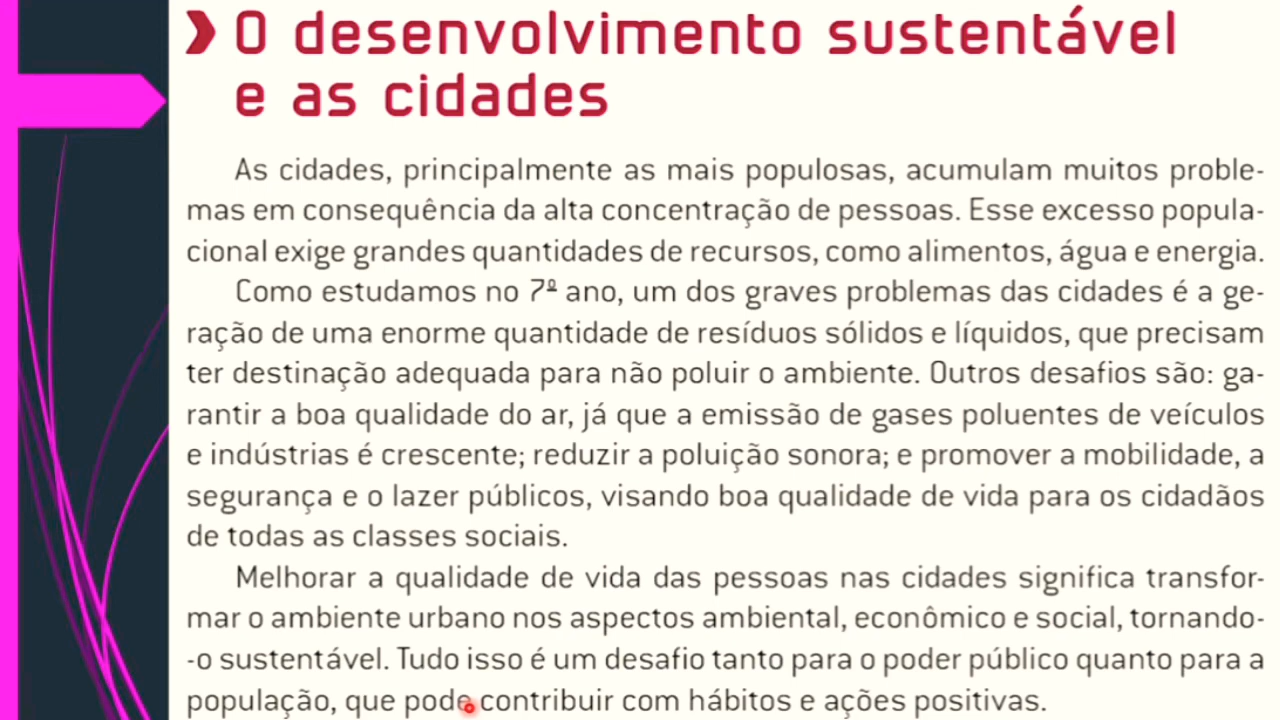 O desenvolvimento sustentável
e as cidades
As cidades, principalmente as mais populosas, acumulam muitos proble-
mas em consequência da alta concentração de pessoas. Esse excesso popula-
cional exige grandes quantidades de recursos, como alimentos, água e energia.
Como estudamos no 7º ano, um dos graves problemas das cidades é a ge-
ração de uma enorme quantidade de resíduos sólidos e líquidos, que precisam
ter destinação adequada para não poluir o ambiente. Outros desafios são: ga-
rantir a boa qualidade do ar, já que a emissão de gases poluentes de veículos
e indústrias é crescente; reduzir a poluição sonora; e promover a mobilidade, a
segurança e o lazer públicos, visando boa qualidade de vida para os cidadãos
de todas as classes sociais.
Melhorar a qualidade de vida das pessoas nas cidades significa transfor-
mar o ambiente urbano nos aspectos ambiental, econômico e social, tornando-
-o sustentável. Tudo isso é um desafio tanto para o poder público quanto para a
população, que pode contribuir com hábitos e ações positivas.